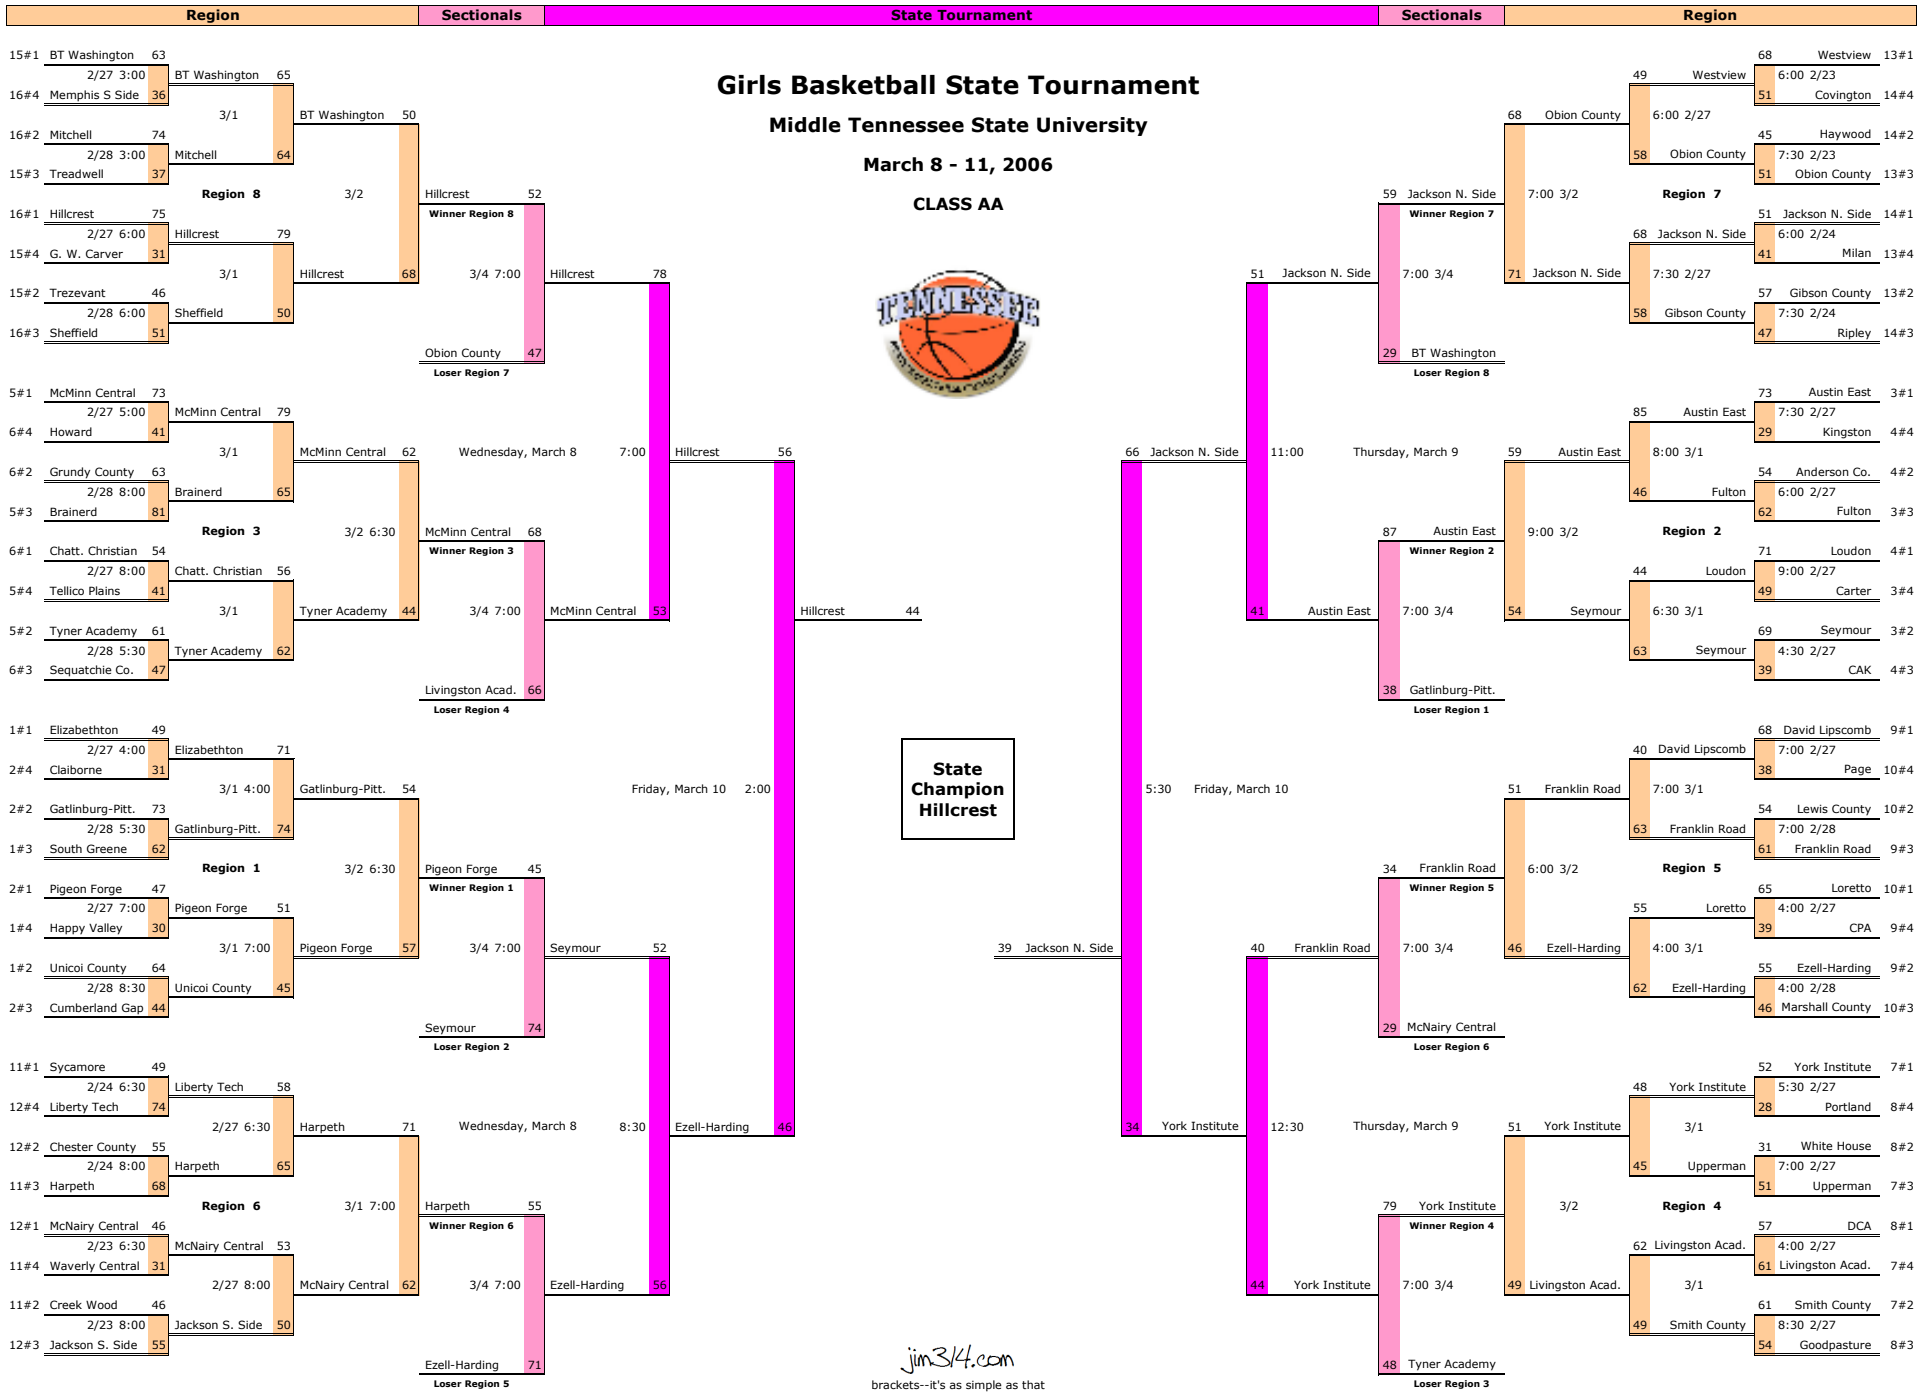 Region Sectionals State Tournament Sectionals Region
Girls Basketball State Tournament
Middle Tennessee State University
March 8 - 11, 2006
CLASS AA
TENNESSEE
15#1 BT Washington 63
2/27 3:00 BT Washington 65
16#4 Memphis S Side 36
3/1 BT Washington 50
16#2 Mitchell 74
2/28 3:00 Mitchell 64
15#3 Treadwell 37
Region 8 3/2 Hillcrest 52
Winner Region 8
16#1 Hillcrest 75
2/27 6:00 Hillcrest 79
15#4 G. W. Carver 31
3/1 Hillcrest 68 3/4 7:00 Hillcrest 78
15#2 Trezevant 46
2/28 6:00 Sheffield 50
16#3 Sheffield 51
Obion County 47
Loser Region 7
5#1 McMinn Central 73
2/27 5:00 McMinn Central 79
6#4 Howard 41
3/1 McMinn Central 62 Wednesday, March 8 7:00 Hillcrest 56
6#2 Grundy County 63
2/28 8:00 Brainerd 65
5#3 Brainerd 81
Region 3 3/2 6:30 McMinn Central 68
Winner Region 3
6#1 Chatt. Christian 54
2/27 8:00 Chatt. Christian 56
5#4 Tellico Plains 41
3/1 Tyner Academy 44 3/4 7:00 McMinn Central 53 Hillcrest 44
5#2 Tyner Academy 61
2/28 5:30 Tyner Academy 62
6#3 Sequatchie Co. 47
Livingston Acad. 66
Loser Region 4
1#1 Elizabethton 49
2/27 4:00 Elizabethton 71
2#4 Claiborne 31
3/1 4:00 Gatlinburg-Pitt. 54 Friday, March 10 2:00
2#2 Gatlinburg-Pitt. 73
2/28 5:30 Gatlinburg-Pitt. 74
1#3 South Greene 62
Region 1 3/2 6:30 Pigeon Forge 45
Winner Region 1
2#1 Pigeon Forge 47
2/27 7:00 Pigeon Forge 51
1#4 Happy Valley 30
3/1 7:00 Pigeon Forge 57 3/4 7:00 Seymour 52
1#2 Unicoi County 64
2/28 8:30 Unicoi County 45
2#3 Cumberland Gap 44
Seymour 74
Loser Region 2
11#1 Sycamore 49
2/24 6:30 Liberty Tech 58
12#4 Liberty Tech 74
2/27 6:30 Harpeth 71 Wednesday, March 8 8:30 Ezell-Harding 46
12#2 Chester County 55
2/24 8:00 Harpeth 65
11#3 Harpeth 68
Region 6 3/1 7:00 Harpeth 55
Winner Region 6
12#1 McNairy Central 46
2/23 6:30 McNairy Central 53
11#4 Waverly Central 31
2/27 8:00 McNairy Central 62 3/4 7:00 Ezell-Harding 56
11#2 Creek Wood 46
2/23 8:00 Jackson S. Side 50
12#3 Jackson S. Side 55
Ezell-Harding 71
Loser Region 5
State
Champion
Hillcrest
68 Westview 13#1
49 Westview 6:00 2/23
51 Covington 14#4
68 Obion County 6:00 2/27
45 Haywood 14#2
58 Obion County 7:30 2/23
51 Obion County 13#3
59 Jackson N. Side 7:00 3/2 Region 7
Winner Region 7
51 Jackson N. Side 14#1
68 Jackson N. Side 6:00 2/24
41 Milan 13#4
51 Jackson N. Side 7:00 3/4 71 Jackson N. Side 7:30 2/27
57 Gibson County 13#2
58 Gibson County 7:30 2/24
47 Ripley 14#3
29 BT Washington
Loser Region 8
73 Austin East 3#1
85 Austin East 7:30 2/27
29 Kingston 4#4
66 Jackson N. Side 11:00 Thursday, March 9 59 Austin East 8:00 3/1
54 Anderson Co. 4#2
46 Fulton 6:00 2/27
62 Fulton 3#3
87 Austin East 9:00 3/2 Region 2
Winner Region 2
71 Loudon 4#1
44 Loudon 9:00 2/27
49 Carter 3#4
41 Austin East 7:00 3/4 54 Seymour 6:30 3/1
69 Seymour 3#2
63 Seymour 4:30 2/27
39 CAK 4#3
38 Gatlinburg-Pitt.
Loser Region 1
68 David Lipscomb 9#1
40 David Lipscomb 7:00 2/27
38 Page 10#4
5:30 Friday, March 10 51 Franklin Road 7:00 3/1
54 Lewis County 10#2
63 Franklin Road 7:00 2/28
61 Franklin Road 9#3
34 Franklin Road 6:00 3/2 Region 5
Winner Region 5
65 Loretto 10#1
55 Loretto 4:00 2/27
39 CPA 9#4
39 Jackson N. Side 40 Franklin Road 7:00 3/4 46 Ezell-Harding 4:00 3/1
55 Ezell-Harding 9#2
62 Ezell-Harding 4:00 2/28
46 Marshall County 10#3
29 McNairy Central
Loser Region 6
52 York Institute 7#1
48 York Institute 5:30 2/27
28 Portland 8#4
34 York Institute 12:30 Thursday, March 9 51 York Institute 3/1
31 White House 8#2
45 Upperman 7:00 2/27
51 Upperman 7#3
79 York Institute 3/2 Region 4
Winner Region 4
57 DCA 8#1
62 Livingston Acad. 4:00 2/27
61 Livingston Acad. 7#4
44 York Institute 7:00 3/4 49 Livingston Acad. 3/1
61 Smith County 7#2
49 Smith County 8:30 2/27
54 Goodpasture 8#3
48 Tyner Academy
Loser Region 3
jim314.com
brackets--it's as simple as that